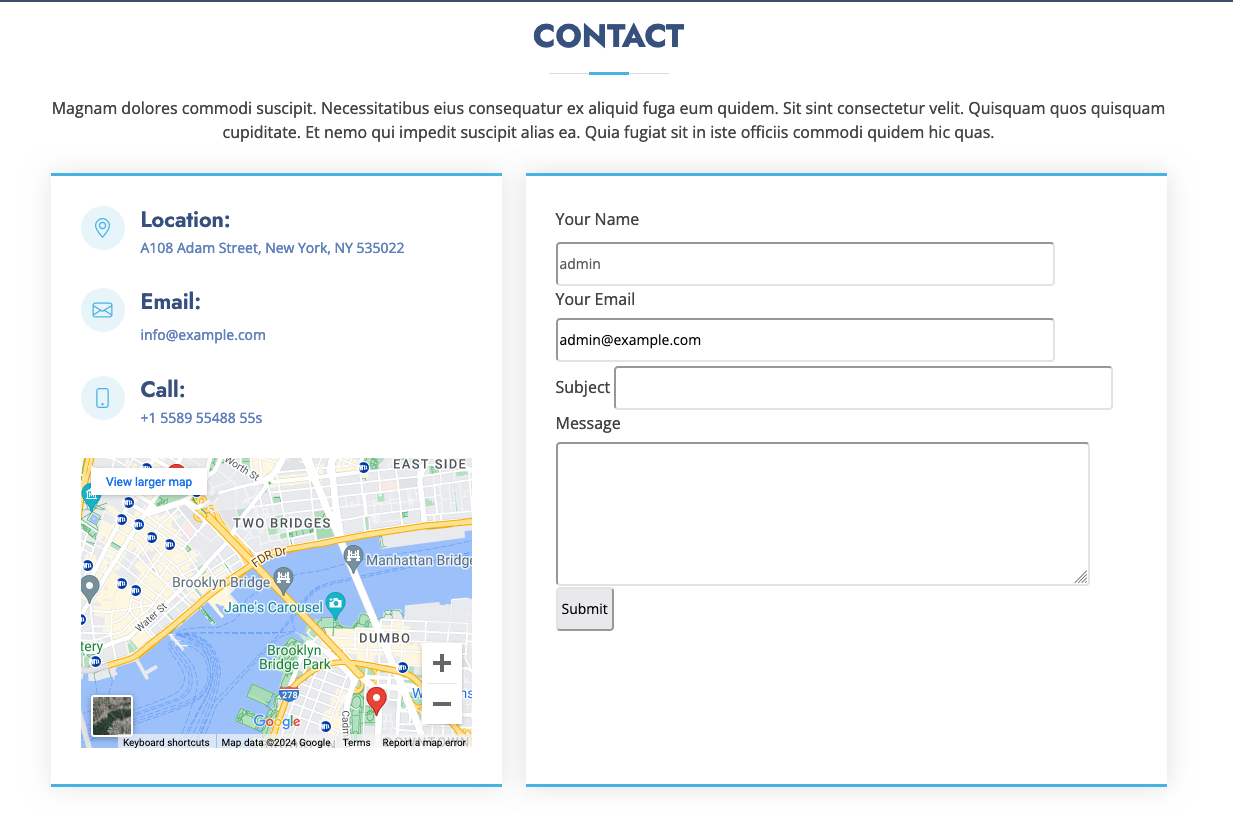 CONTACT
Magnam dolores commodi suscipit. Necessitatibus eius consequatur ex aliquid fuga eum quidem. Sit sint consectetur velit. Quisquam quos quisquam
cupiditate. Et nemo qui impedit suscipit alias ea. Quia fugiat sit in iste officiis commodi quidem hic quas.
Location:
A108 Adam Street, New York, NY 535022
Email:
info@example.com
Call:
+1 5589 55488 55s
View larger map
Worth St
EAST SIDE
TWO BRIDGES
FDR Dr
Manhattan Bridge
Brooklyn Bridge
Jane's Carousel
Water St
DUMBO
tery
Brooklyn
Bridge Park
278
Google
Keyboard shortcuts
Map data ©2024 Google
Terms
Report a map error
Your Name
admin
Your Email
admin@example.com
Subject
Message
Submit